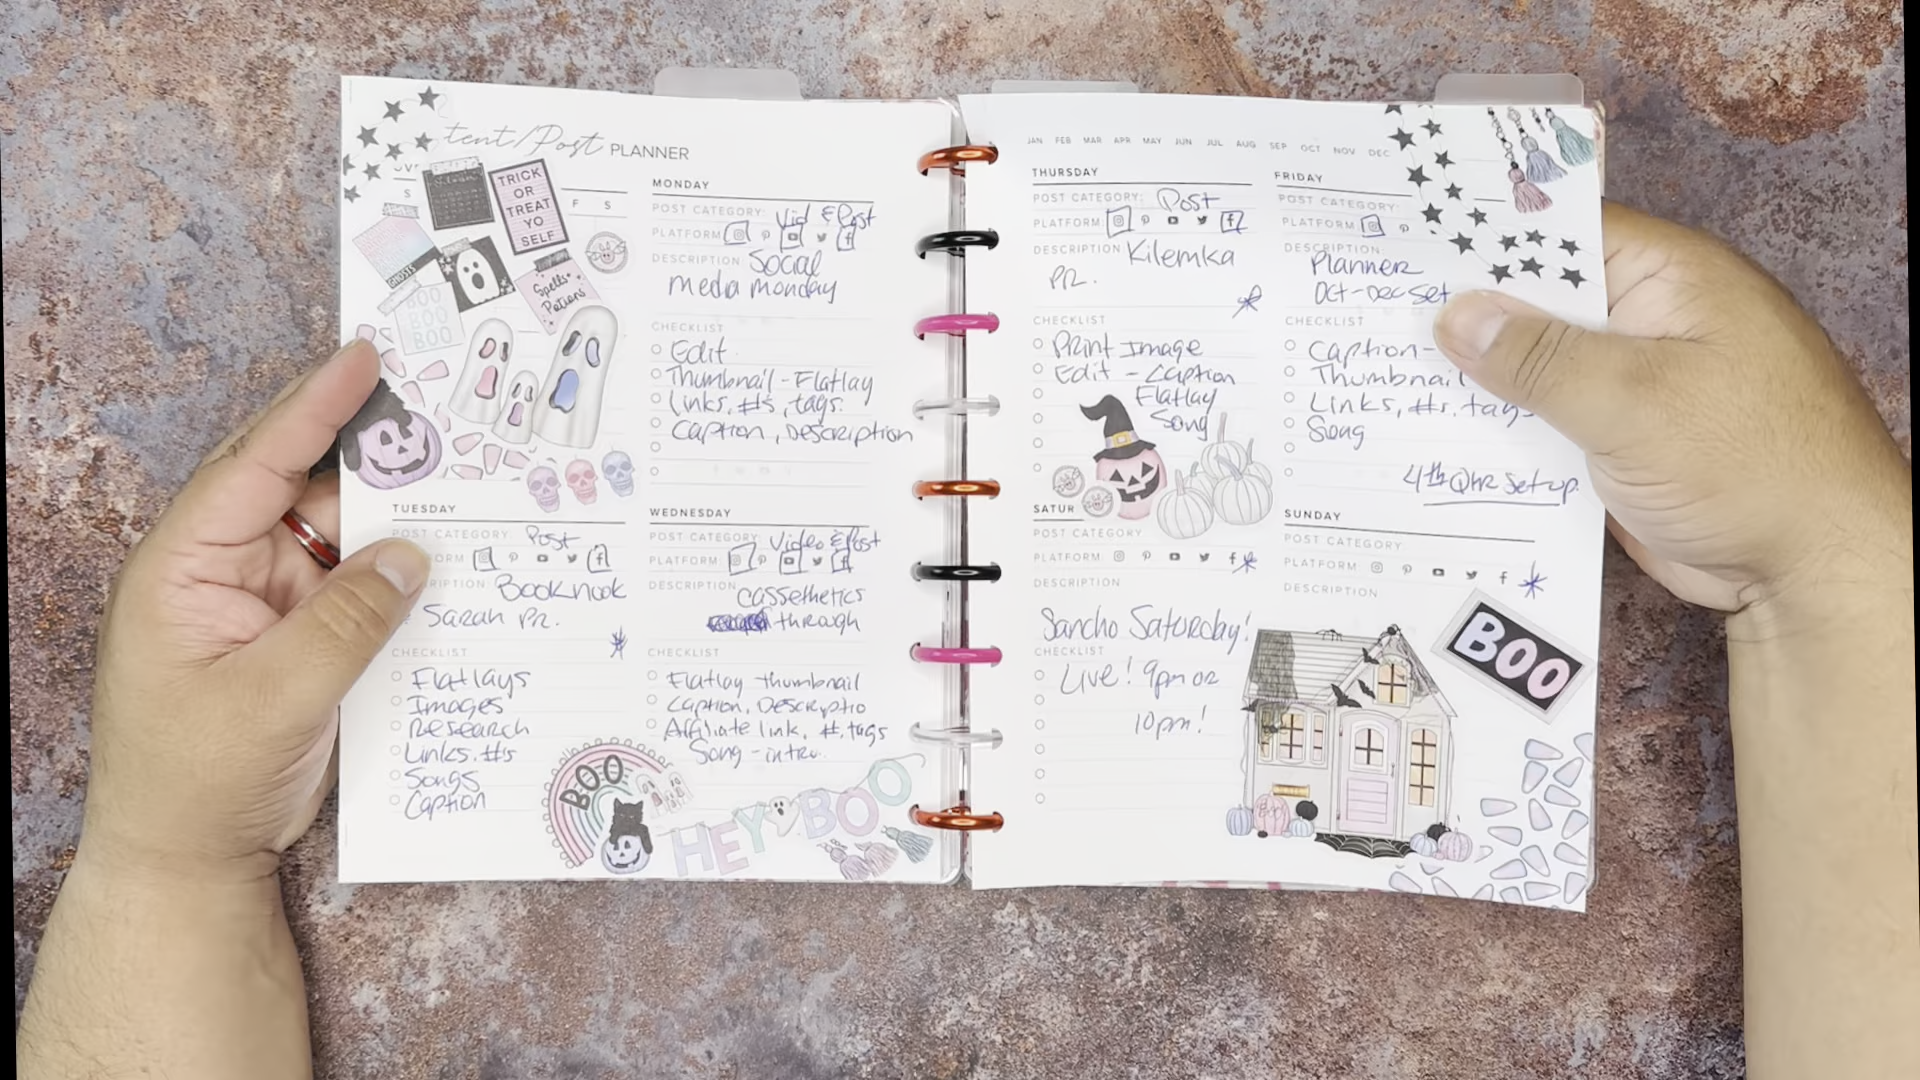 tent/Post PLANNER
S
F S
TRICK
OR
TREAT
YO
SELF
GHOSTS
Spells &
Potions
BOO
BOO
BOO
MONDAY
POST CATEGORY: Vid & Post
PLATFORM
DESCRIPTION: Social
media monday
CHECKLIST
Edit
Thumbnail - Flatlay
Links, #s, tags.
Caption, Description
TUESDAY
POST CATEGORY: Post
FORM
DESCRIPTION: Booknook
Sarah PR.
CHECKLIST
Flatlays
Images
Research
Links. #s
Songs
Caption
BOO
WEDNESDAY
POST CATEGORY: Video & Post
PLATFORM
DESCRIPTION cassethetics
through
CHECKLIST
Flatlay thumbnail
Caption, Descriptio
Affiliate link, #, tags
Song - intro.
HEY BOO
JAN FEB MAR APR MAY JUN JUL AUG SEP OCT NOV DEC
THURSDAY
POST CATEGORY: Post
PLATFORM
DESCRIPTION Kilemka
PR.
CHECKLIST
Print Image
Edit - Caption
Flatlay
Song
FRIDAY
POST CATEGORY:
PLATFORM
DESCRIPTION:
Planner
Oct-Dec Set
CHECKLIST
Caption -
Thumbnail
Links, #s, tags
Song
4th Qtr Setup
SATUR
POST CATEGORY
PLATFORM
DESCRIPTION
Sancho Saturday!
CHECKLIST
Live! 9pm or
10pm!
SUNDAY
POST CATEGORY
PLATFORM
DESCRIPTION
BOO